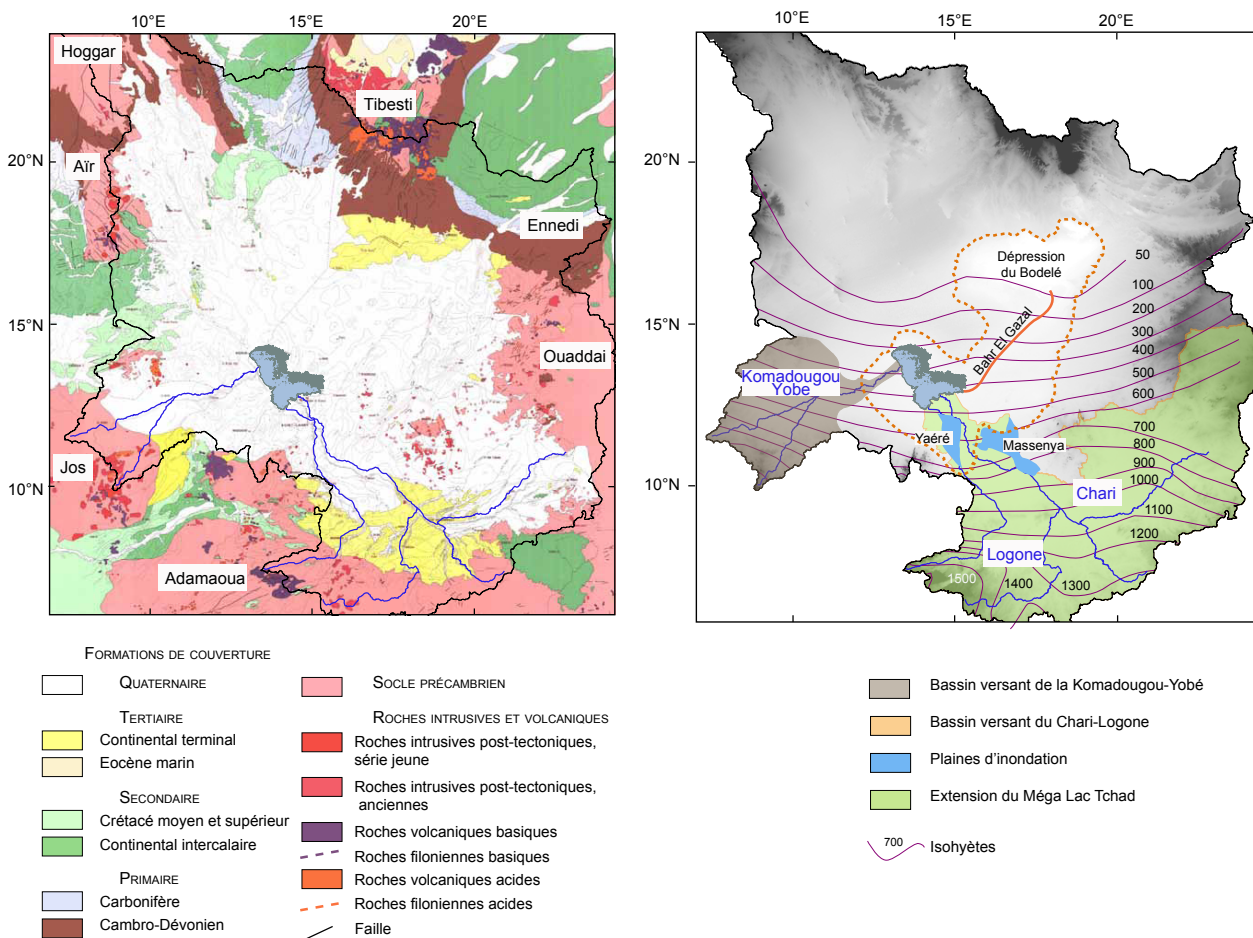 10°E 15°E 20°E
Hoggar
Tibesti
20°N
Aïr
Ennedi
15°N
Ouaddai
Jos
10°N
Adamaoua
10°E 15°E 20°E
20°N
Dépression
du Bodelé
50
100
15°N
200
Bahr El Gazal
300
400
500
Komadougou
Yobe
600
700
Yaéré
Massenya
800
900
10°N
1000
Chari
1100
1200
Logone
1500
1400
1300
FORMATIONS DE COUVERTURE
QUATERNAIRE
TERTIAIRE
Continental terminal
Eocène marin
SECONDAIRE
Crétacé moyen et supérieur
Continental intercalaire
PRIMAIRE
Carbonifère
Cambro-Dévonien
SOCLE PRÉCAMBRIEN
ROCHES INTRUSIVES ET VOLCANIQUES
Roches intrusives post-tectoniques,
série jeune
Roches intrusives post-tectoniques,
anciennes
Roches volcaniques basiques
Roches filoniennes basiques
Roches volcaniques acides
Roches filoniennes acides
Faille
Bassin versant de la Komadougou-Yobé
Bassin versant du Chari-Logone
Plaines d'inondation
Extension du Méga Lac Tchad
700
Isohyètes